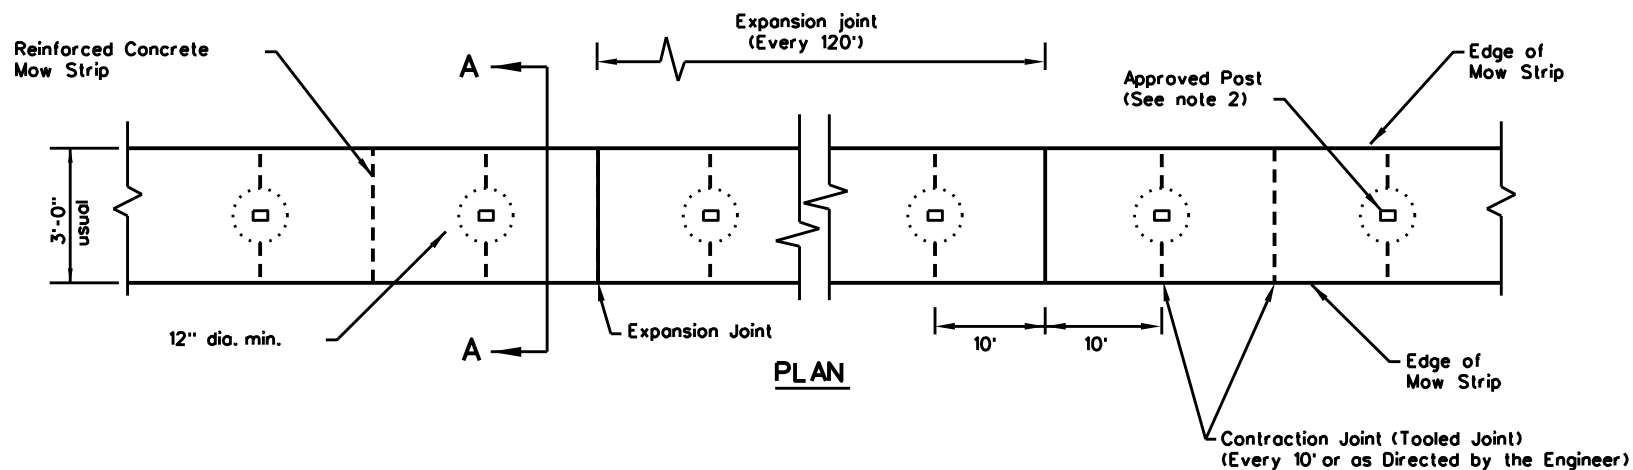 Expansion joint
(Every 120')
Reinforced Concrete
Mow Strip
A
Edge of
Mow Strip
Approved Post
(See note 2)
3'-0"
usual
12" dia. min.
A
Expansion Joint
10'
10'
PLAN
Edge of
Mow Strip
Contraction Joint (Tooled Joint)
(Every 10' or as Directed by the Engineer)